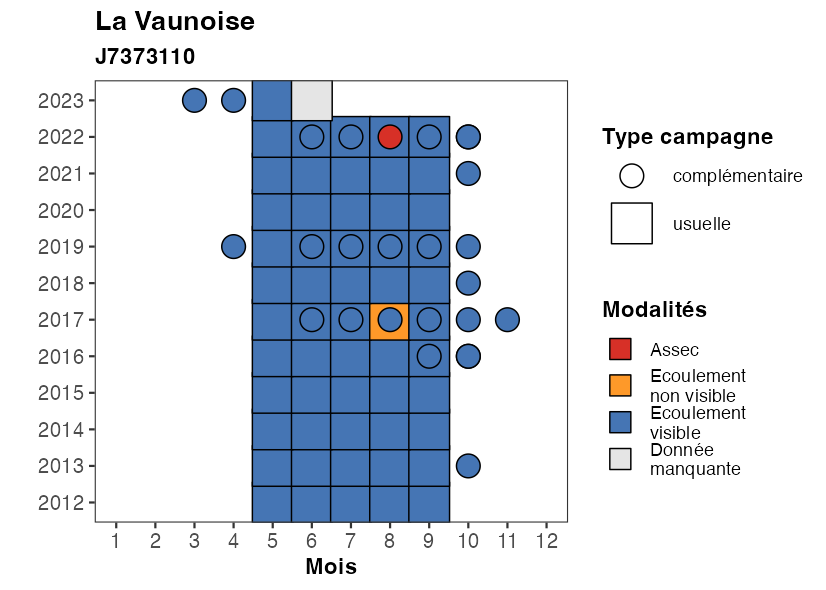 La Vaunoise
J7373110
2023
2022
2021
2020
2019
2018
2017
2016
2015
2014
2013
2012
1 2 3 4 5 6 7 8 9 10 11 12
Mois
Type campagne
complémentaire
usuelle
Modalités
Assec
Ecoulement
non visible
Ecoulement
visible
Donnée
manquante